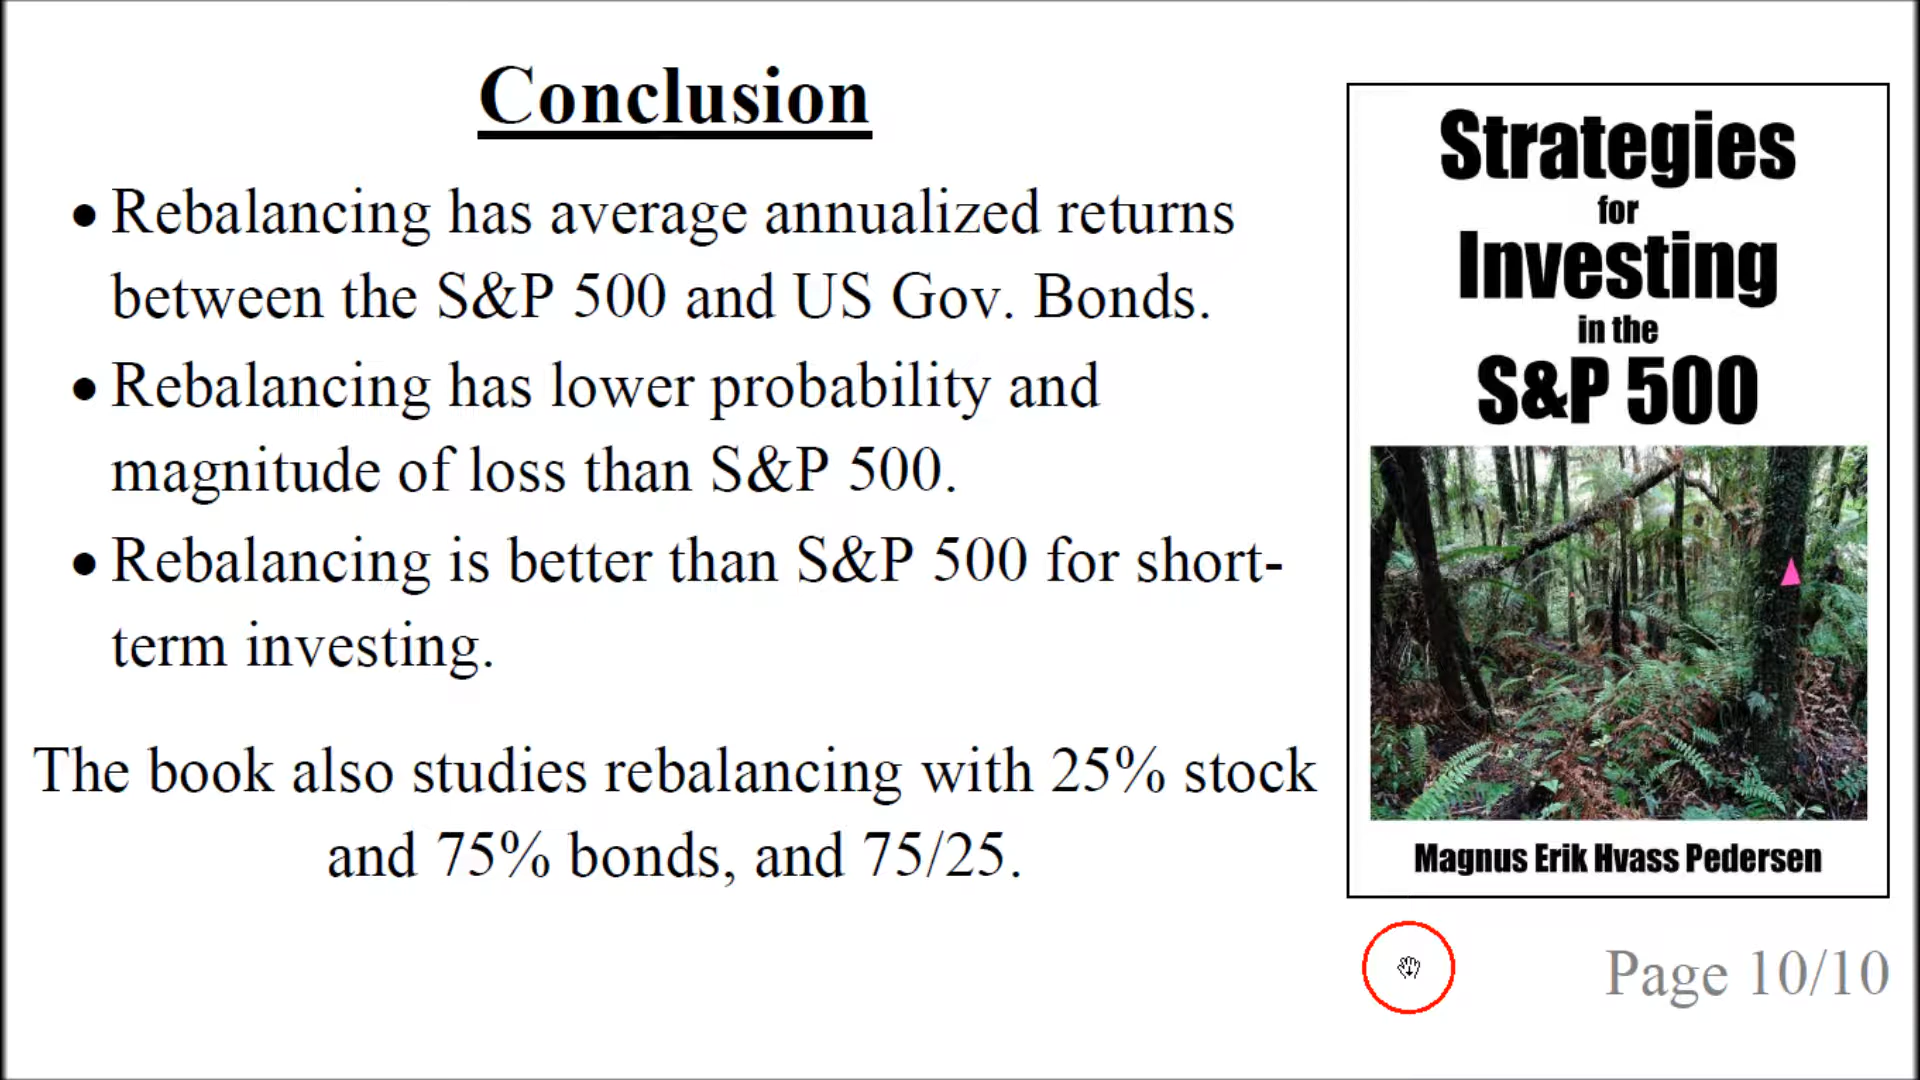 Conclusion
• Rebalancing has average annualized returns
between the S&P 500 and US Gov. Bonds.
• Rebalancing has lower probability and
magnitude of loss than S&P 500.
• Rebalancing is better than S&P 500 for short-
term investing.
The book also studies rebalancing with 25% stock
and 75% bonds, and 75/25.
Strategies
for
Investing
in the
S&P 500
Magnus Erik Hvass Pedersen
Page 10/10